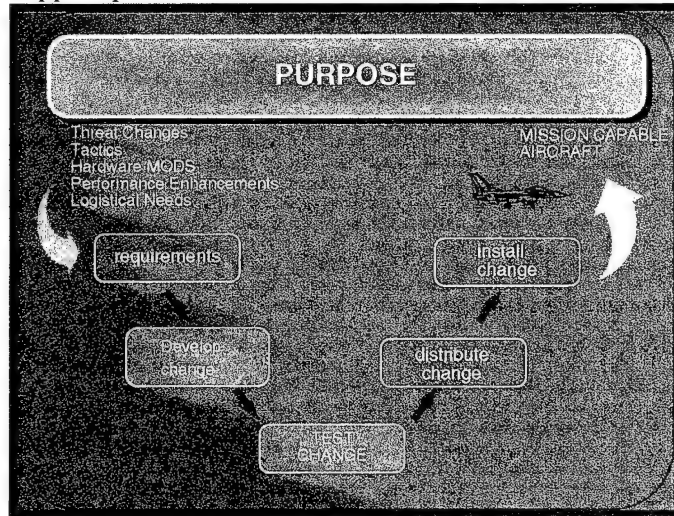 PURPOSE
Threat Changes
Tactics
Hardware MODS
Performance Enhancements
Logistical Needs
MISSION CAPABLE
AIRCRAFT
requirements
Develop
change
TEST
CHANGE
distribute
change
Install
change